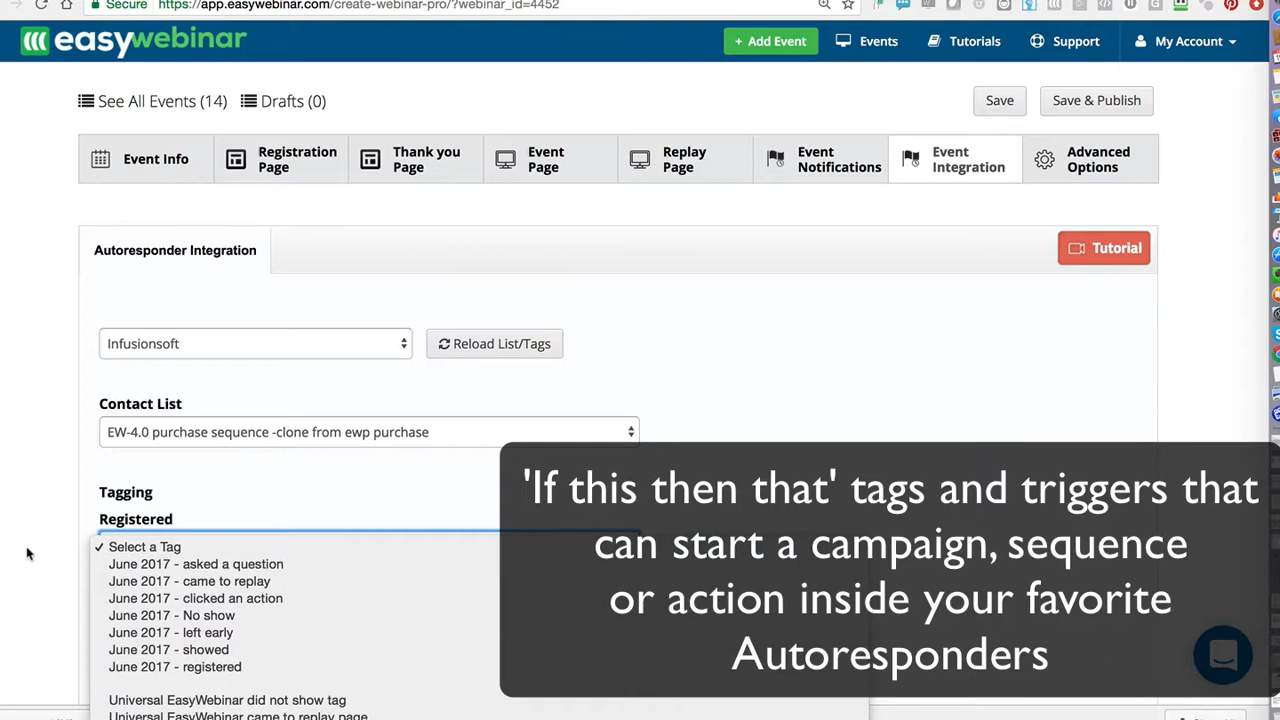 https://app.easywebinar.com/create-webinar-pro/?webinar_id=4452
easywebinar
+ Add Event
Events
Tutorials
Support
My Account
See All Events (14)
Drafts (0)
Save
Save & Publish
Event Info
Registration
Page
Thank you
Page
Event
Page
Replay
Page
Event
Notifications
Event
Integration
Advanced
Options
Autoresponder Integration
Tutorial
Infusionsoft
Reload List/Tags
Contact List
EW-4.0 purchase sequence -clone from ewp purchase
Tagging
Registered
Select a Tag
June 2017 - asked a question
June 2017 - came to replay
June 2017 - clicked an action
June 2017 - No show
June 2017 - left early
June 2017 - showed
June 2017 - registered
Universal EasyWebinar did not show tag
Universal EasyWebinar came to replay page
'If this then that' tags and triggers that
can start a campaign, sequence
or action inside your favorite
Autoresponders